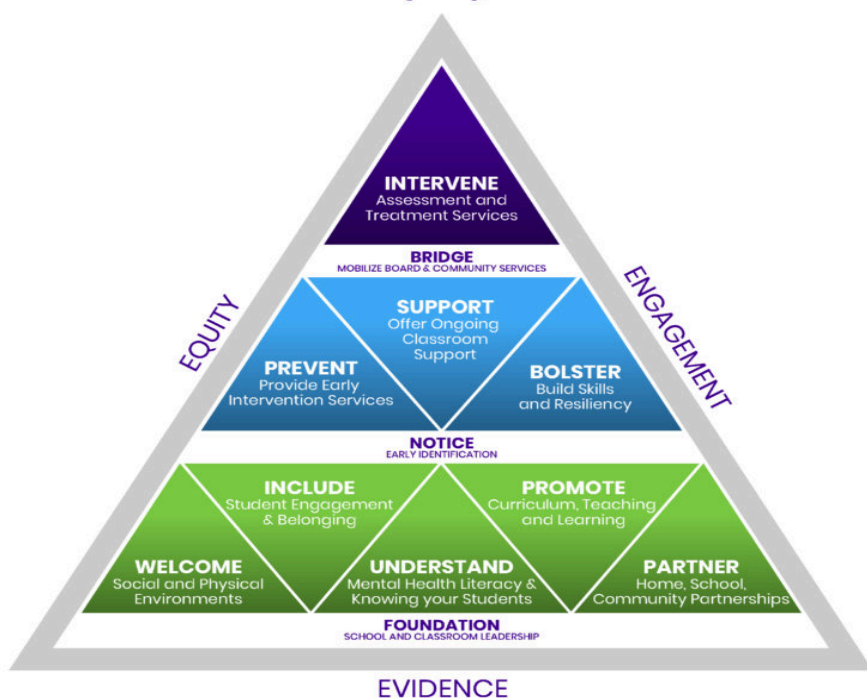 INTERVENE
Assessment and
Treatment Services
BRIDGE
MOBILIZE BOARD & COMMUNITY SERVICES
EQUITY
ENGAGEMENT
SUPPORT
Offer Ongoing
Classroom
Support
PREVENT
Provide Early
Intervention Services
BOLSTER
Build Skills
and Resiliency
NOTICE
EARLY IDENTIFICATION
INCLUDE
Student Engagement
& Belonging
PROMOTE
Curriculum, Teaching
and Learning
WELCOME
Social and Physical
Environments
UNDERSTAND
Mental Health Literacy &
Knowing your Students
PARTNER
Home, School,
Community Partnerships
FOUNDATION
SCHOOL AND CLASSROOM LEADERSHIP
EVIDENCE